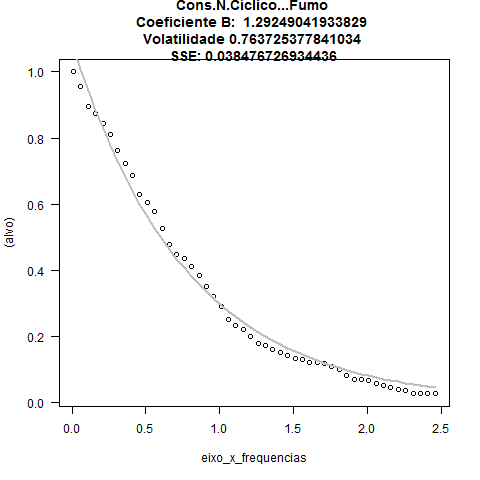 Cons.N.Ciclico...Fumo
Coeficiente B:  1.29249041933829
Volatilidade 0.763725377841034
SSE: 0.038476726934436
1.0
0.8
0.6
0.4
0.2
0.0
(alvo)
0.0 0.5 1.0 1.5 2.0 2.5
eixo_x_frequencias